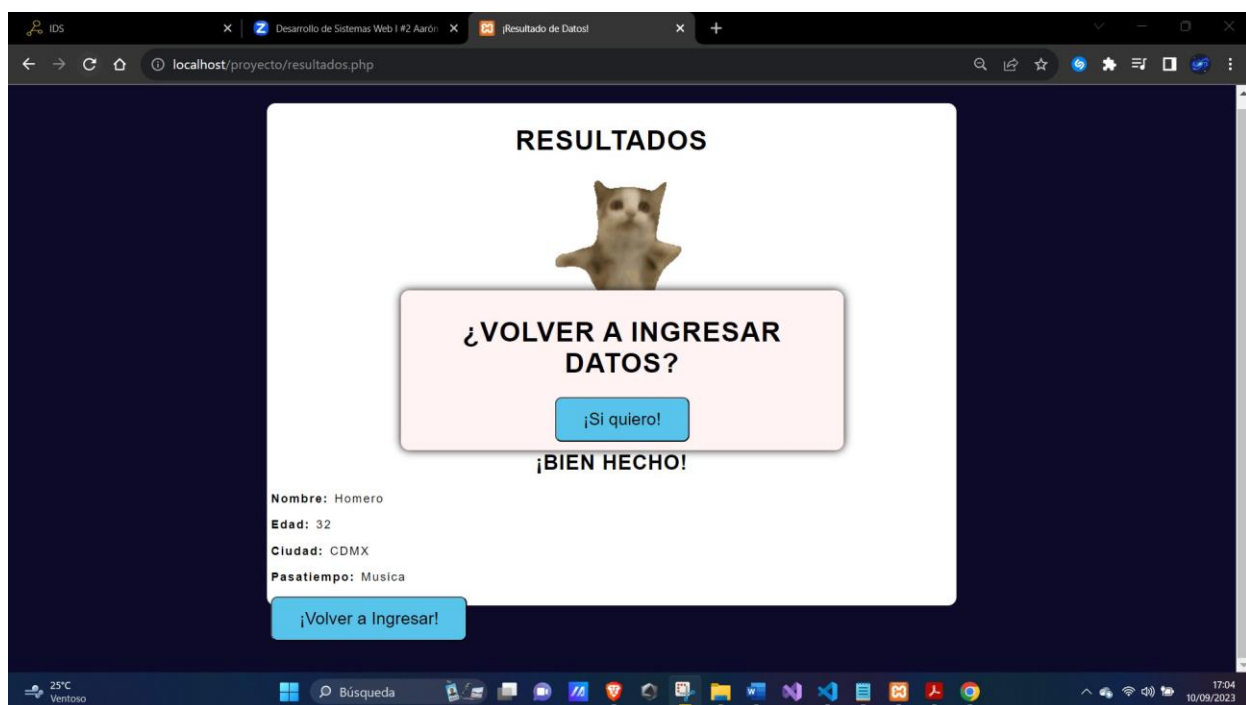 IDS
Desarrollo de Sistemas Web I #2 Aarón
¡Resultado de Datos!
localhost/proyecto/resultados.php
RESULTADOS
¿VOLVER A INGRESAR
DATOS?
¡Si quiero!
¡BIEN HECHO!
Nombre: Homero
Edad: 32
Ciudad: CDMX
Pasatiempo: Musica
¡Volver a Ingresar!
25°C
Ventoso
Búsqueda
17:04
10/09/2023